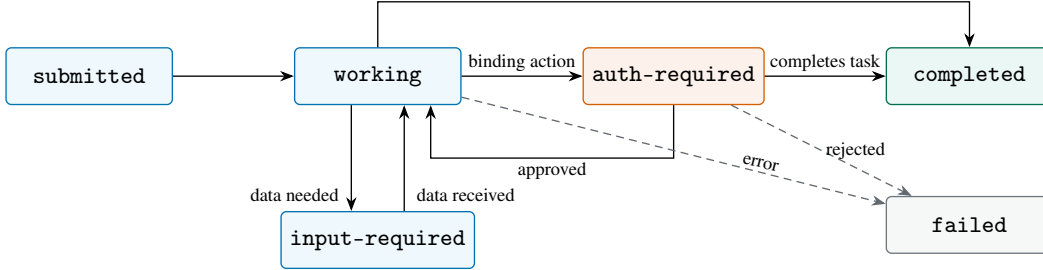 submitted
working
binding action
auth-required
completes task
completed
approved
error
rejected
data needed
data received
input-required
failed